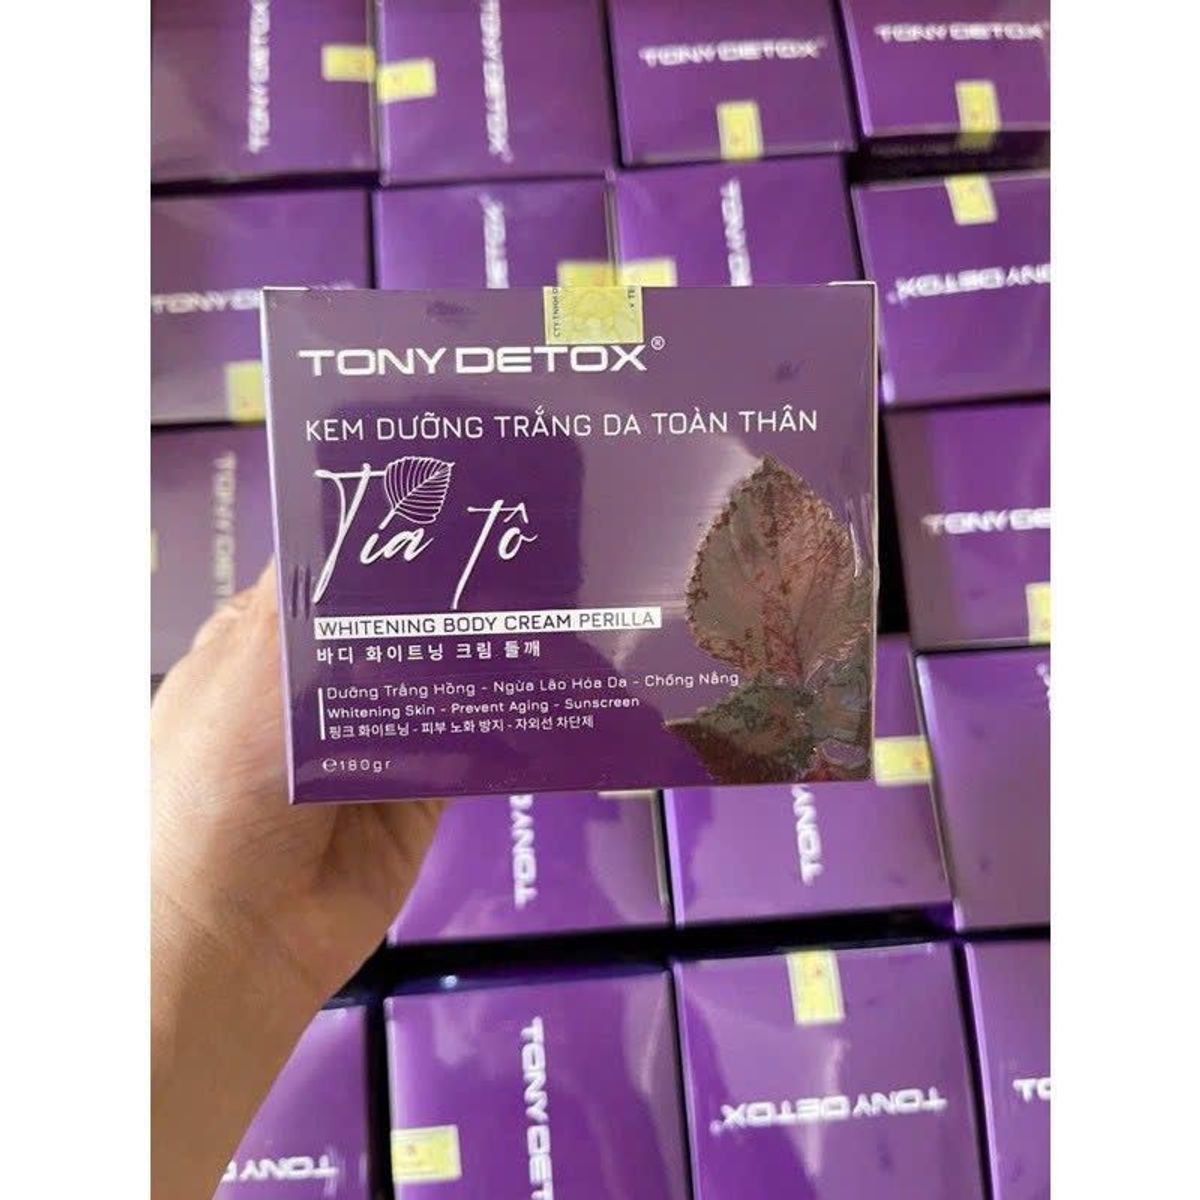 TONY DETOX
TONY DETOX
TONY DETOX®
TONY DETOX®
TONY DETOX®
KEM DƯỠNG TRẮNG DA TOÀN THÂN
Tía Tô
WHITENING BODY CREAM PERILLA
바디 화이트닝 크림 들깨
Dưỡng Trắng Hồng - Ngừa Lão Hóa Da - Chống Nắng
Whitening Skin - Prevent Aging - Sunscreen
핑크 화이트닝 - 피부 노화 방지 - 자외선 차단제
℮180gr
TONY DETOX
TONY DETOX®